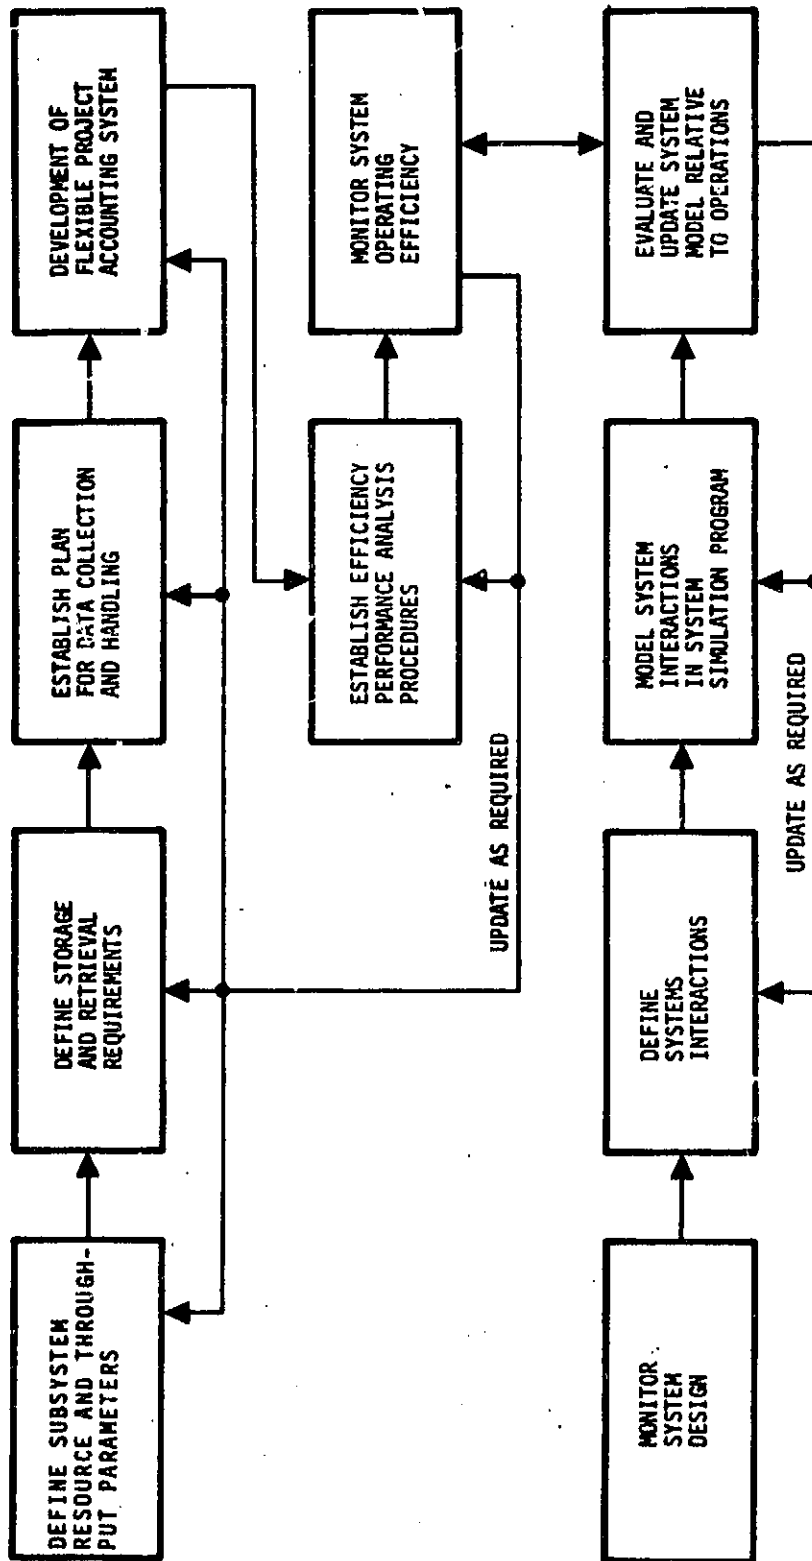 DEFINE SUBSYSTEM
RESOURCE AND THROUGH-
PUT PARAMETERS
DEFINE STORAGE
AND RETRIEVAL
REQUIREMENTS
ESTABLISH PLAN
FOR DATA COLLECTION
AND HANDLING
DEVELOPMENT OF
FLEXIBLE PROJECT
ACCOUNTING SYSTEM
ESTABLISH EFFICIENCY
PERFORMANCE ANALYSIS
PROCEDURES
MONITOR SYSTEM
OPERATING
EFFICIENCY
UPDATE AS REQUIRED
MONITOR
SYSTEM
DESIGN
DEFINE
SYSTEMS
INTERACTIONS
MODEL SYSTEM
INTERACTIONS
IN SYSTEM
SIMULATION PROGRAM
EVALUATE AND
UPDATE SYSTEM
MODEL RELATIVE
TO OPERATIONS
UPDATE AS REQUIRED